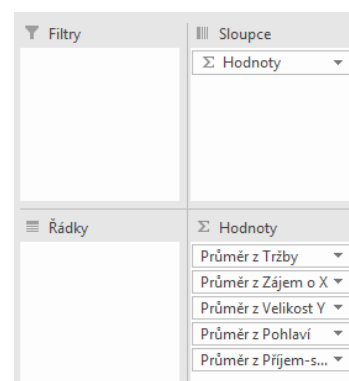 Filtry
Sloupce
Σ Hodnoty
Řádky
Σ Hodnoty
Průměr z Tržby
Průměr z Zájem o X
Průměr z Velikost Y
Průměr z Pohlaví
Průměr z Příjem-s...